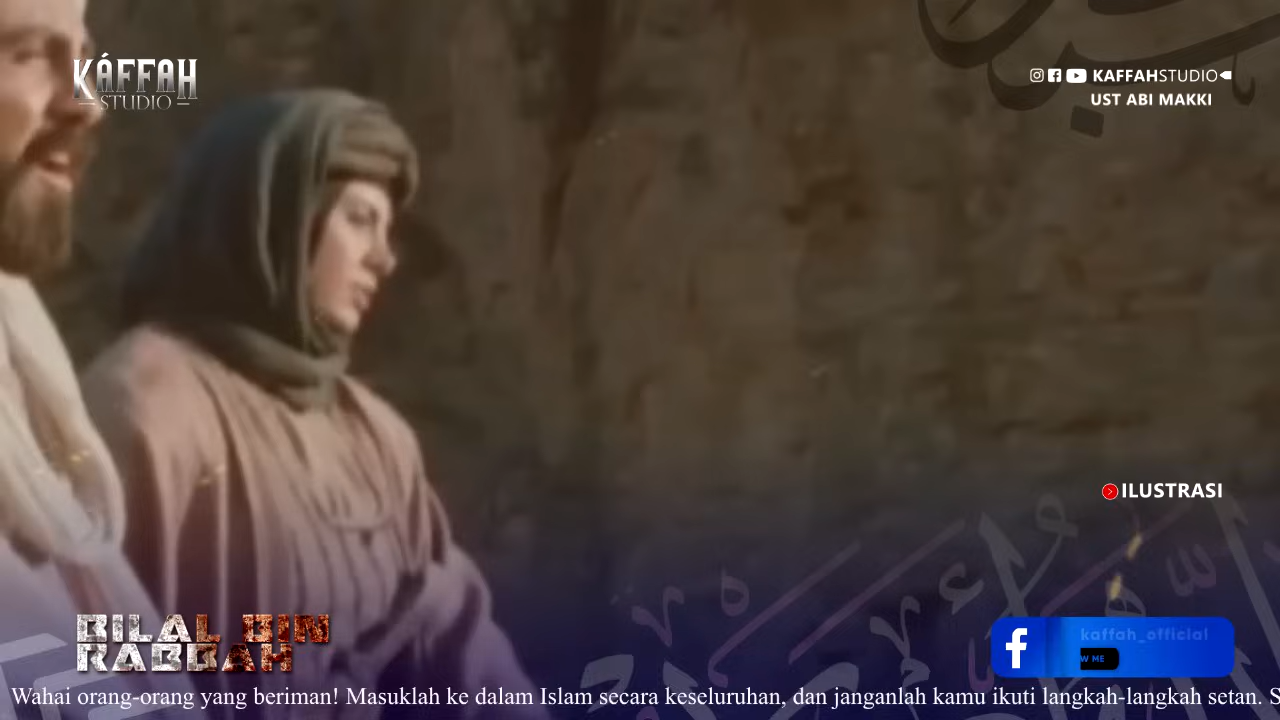 KÁFFAH
STUDIO
KAFFAHSTUDIO
UST ABI MAKKI
ILUSTRASI
BILAL BIN
RABBAH
kaffah_official
W ME
Wahai orang-orang yang beriman! Masuklah ke dalam Islam secara keseluruhan, dan janganlah kamu ikuti langkah-langkah setan. S